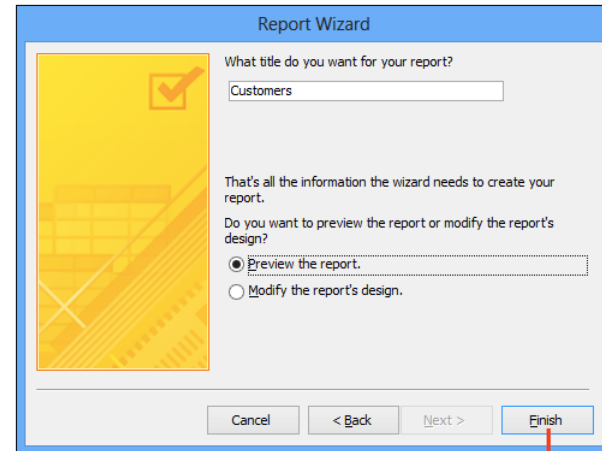 Report Wizard
What title do you want for your report?
Customers
That's all the information the wizard needs to create your
report.
Do you want to preview the report or modify the report's
design?
Preview the report.
Modify the report's design.
Cancel
< Back
Next >
Finish